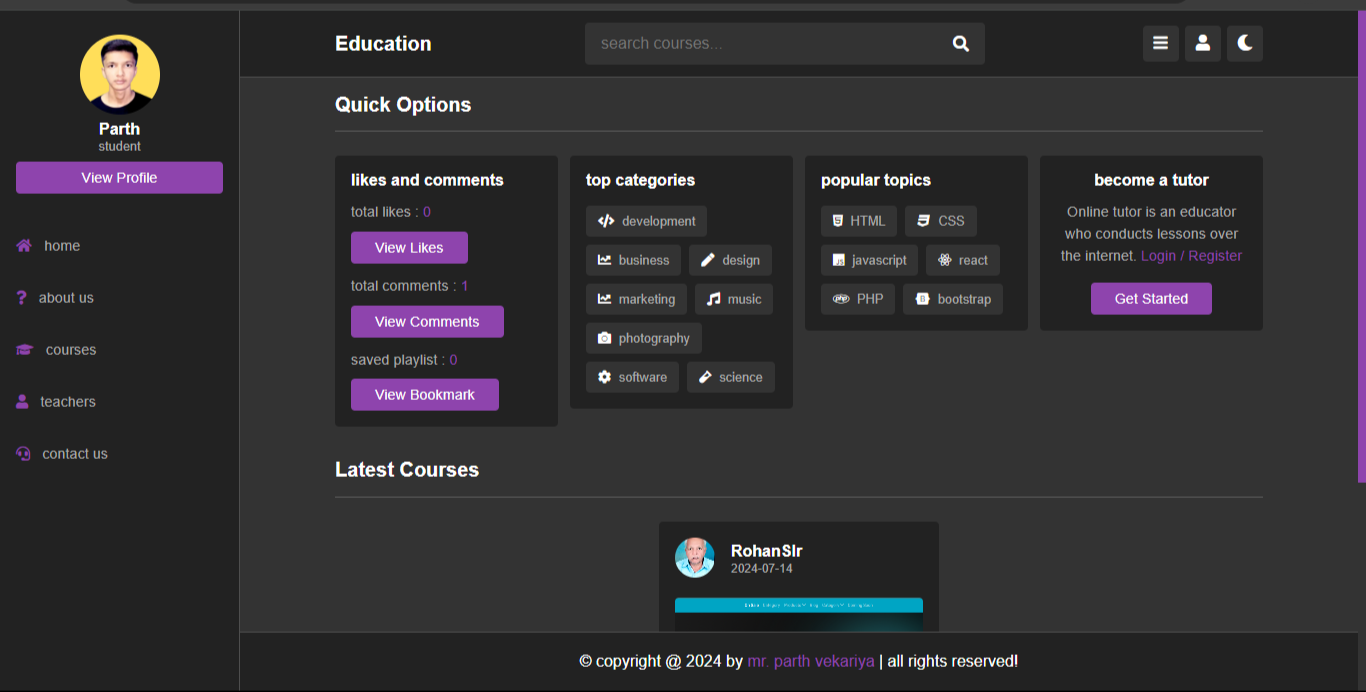 Parth
student
View Profile
home
about us
courses
teachers
contact us
Education
search courses...
Quick Options
likes and comments
total likes : 0
View Likes
total comments : 1
View Comments
saved playlist : 0
View Bookmark
top categories
development
business design
marketing music
photography
software science
popular topics
HTML CSS
javascript react
PHP bootstrap
become a tutor
Online tutor is an educator
who conducts lessons over
the internet. Login / Register
Get Started
Latest Courses
RohanSIr
2024-07-14
© copyright @ 2024 by mr. parth vekariya | all rights reserved!